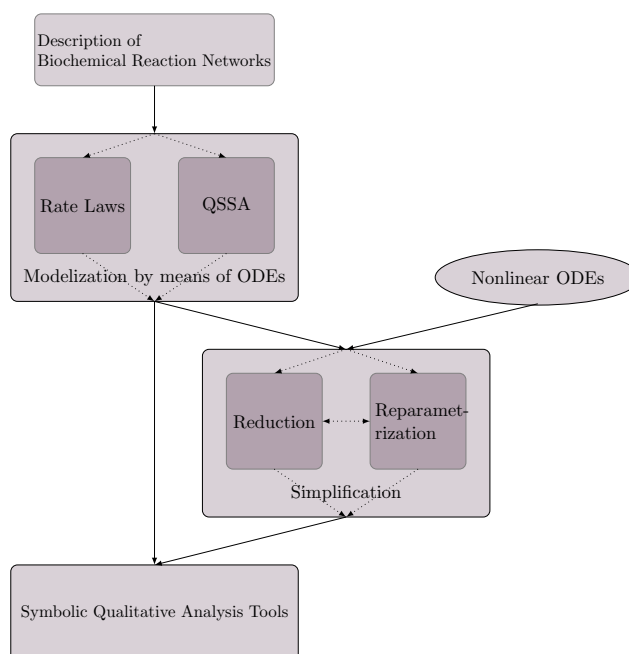 Description of
Biochemical Reaction Networks
Rate Laws
QSSA
Modelization by means of ODEs
Nonlinear ODEs
Reduction
Reparamet-
rization
Simplification
Symbolic Qualitative Analysis Tools